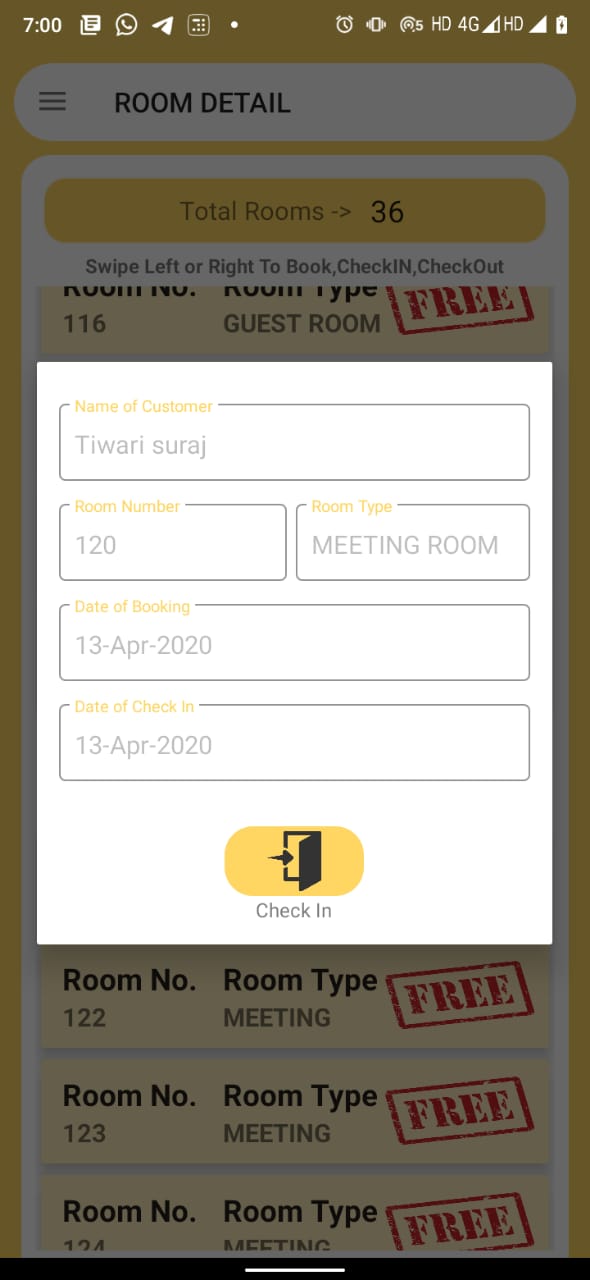 7:00 5 HD 4G HD
ROOM DETAIL
Total Rooms -> 36
Swipe Left or Right To Book,CheckIN,CheckOut
Room No. Room Type FREE
116 GUEST ROOM
Name of Customer
Tiwari suraj
Room Number Room Type
120 MEETING ROOM
Date of Booking
13-Apr-2020
Date of Check In
13-Apr-2020
Check In
Room No. Room Type FREE
122 MEETING
Room No. Room Type FREE
123 MEETING
Room No. Room Type FREE
124 MEETING